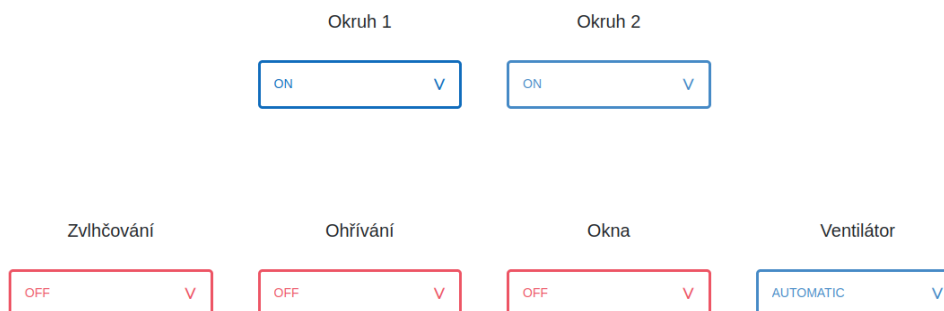 Okruh 1 Okruh 2
ON V ON V
Zvlhčování Ohřívání Okna Ventilátor
OFF V OFF V OFF V AUTOMATIC V